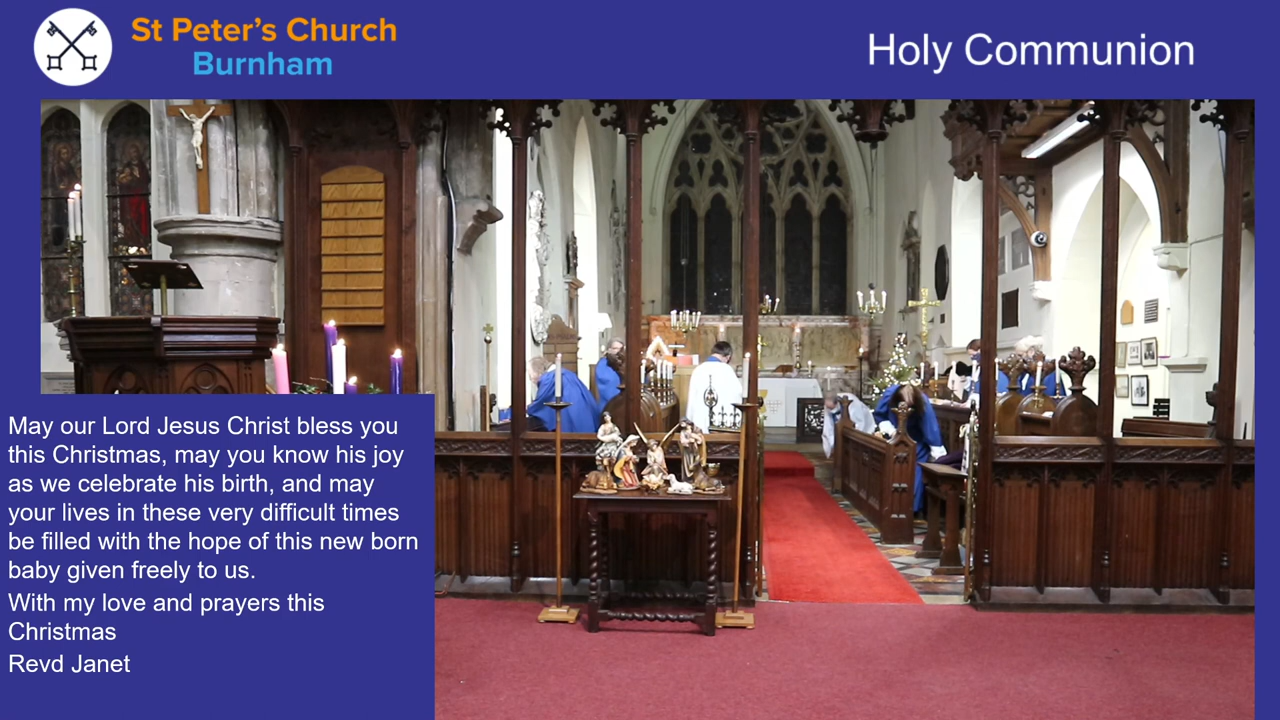 St Peter's Church
Burnham
Holy Communion
May our Lord Jesus Christ bless you
this Christmas, may you know his joy
as we celebrate his birth, and may
your lives in these very difficult times
be filled with the hope of this new born
baby given freely to us.
With my love and prayers this
Christmas
Revd Janet